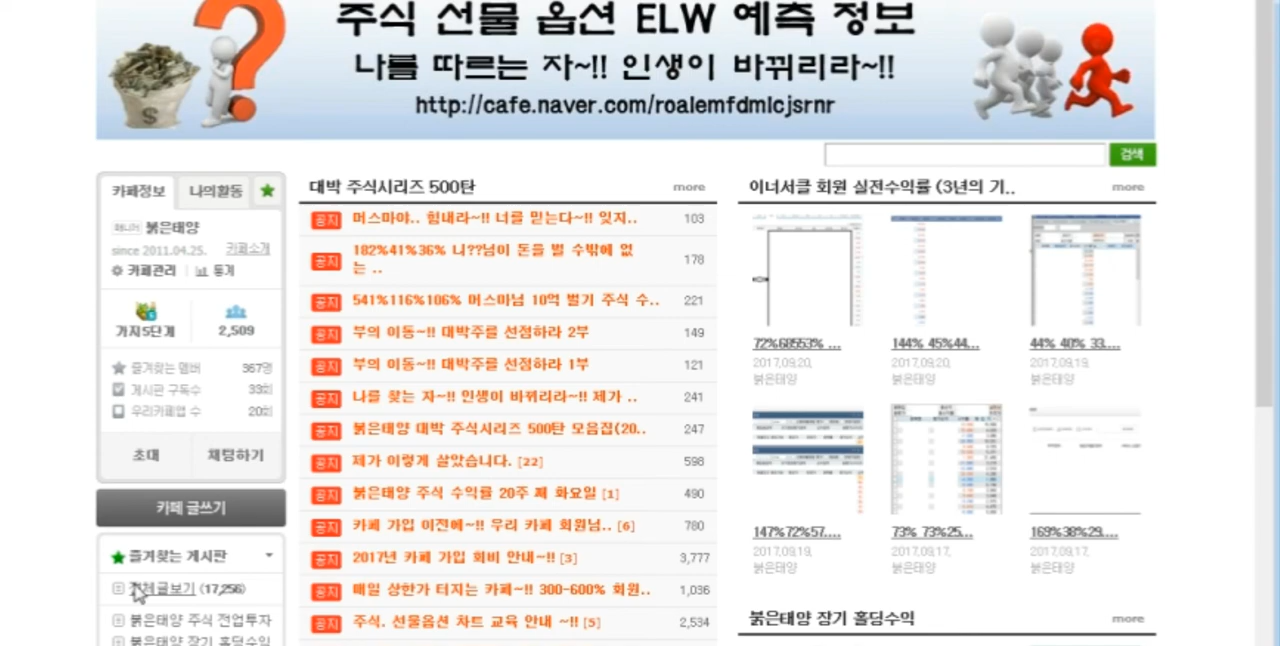 주식 선물 옵션 ELW 예측 정보
나를 따르는 자~!! 인생이 바뀌리라~!!
http://cafe.naver.com/roalemfdmlcjsrnr
검색
카페정보 나의활동
매니저 붉은태양
since 2011.04.25. 카페소개
카페관리 통계
가지5단계 2,509
즐겨찾는 멤버 367명
게시판 구독수 33회
우리카페앱 수 20회
초대 채팅하기
카페 글쓰기
즐겨찾는 게시판
전체글보기 (17,256)
붉은태양 주식 전업투자
붉은태양 장기 홀딩수익
대박 주식시리즈 500탄 more
공지 머스마야.. 힘내라~!! 너를 믿는다~!! 잊지.. 103
공지 182%41%36% 니??님이 돈을 벌 수밖에 없는 .. 178
공지 541%116%106% 머스마님 10억 벌기 주식 수.. 221
공지 부의 이동~!! 대박주를 선점하라 2부 149
공지 부의 이동~!! 대박주를 선점하라 1부 121
공지 나를 찾는 자~!! 인생이 바뀌리라~!! 제가 .. 241
공지 붉은태양 대박 주식시리즈 500탄 모음집(20.. 247
공지 제가 이렇게 살았습니다. [22] 598
공지 붉은태양 주식 수익률 20주 째 화요일 [1] 490
공지 카페 가입 이전에~!! 우리 카페 회원님.. [6] 780
공지 2017년 카페 가입 회비 안내~!! [3] 3,777
공지 매일 상한가 터지는 카페~!! 300-600% 회원.. 1,036
공지 주식. 선물옵션 차트 교육 안내 ~!! [5] 2,534
이너서클 회원 실전수익률 (3년의 기.. more
72%68553% ... 144% 45%44... 44% 40% 33....
2017.09.20. 2017.09.20. 2017.09.19.
붉은태양 붉은태양 붉은태양
147%72%57.... 73% 73%25... 169%38%29....
2017.09.19. 2017.09.17. 2017.09.17.
붉은태양 붉은태양 붉은태양
붉은태양 장기 홀딩수익 more